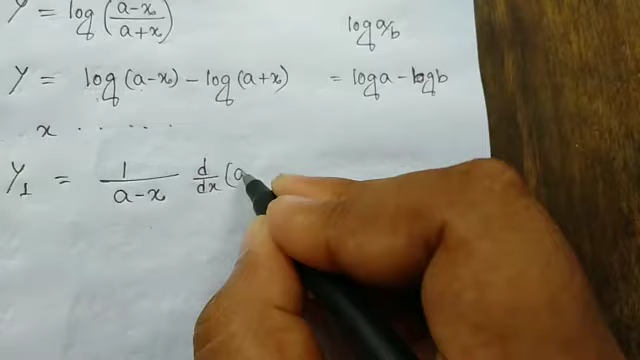 Y = log (a-x / a+x)
log a/b
Y = log (a-x) - log (a+x) = log a - log b
x . . . . . .
Y₁ = 1 / a-x d/dx (a